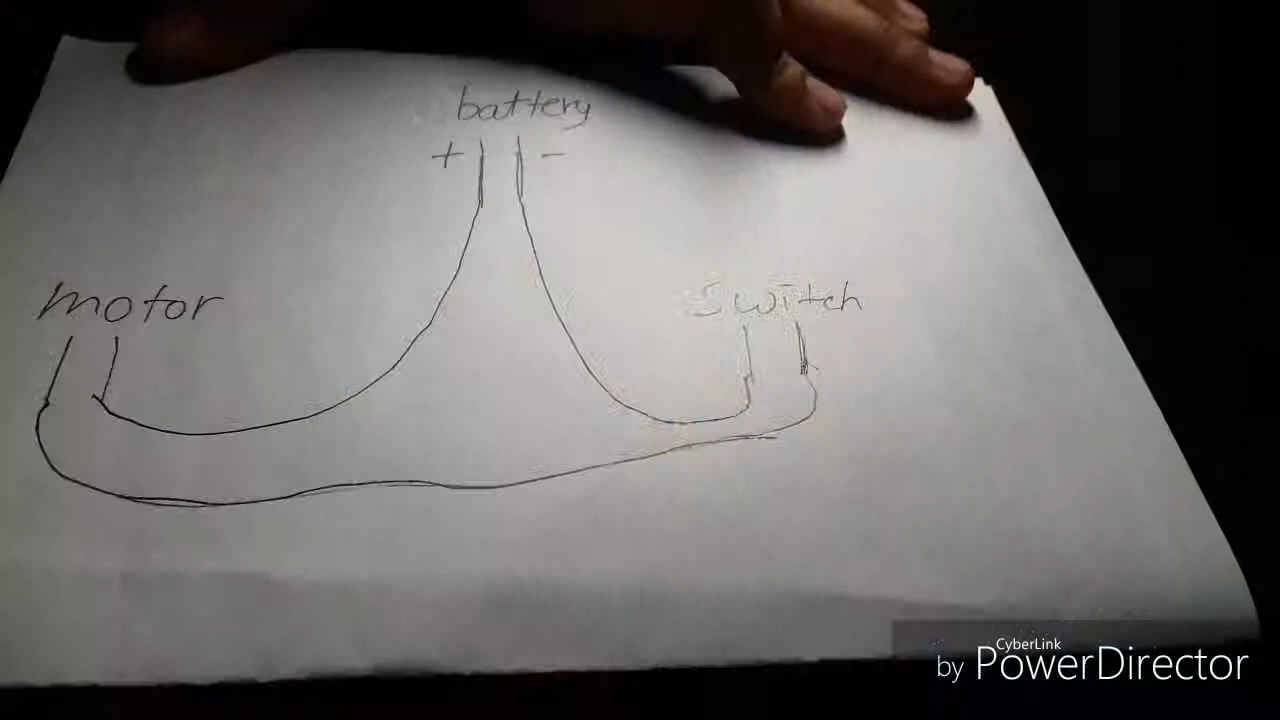 battery
+ -
motor
switch
CyberLink
by PowerDirector